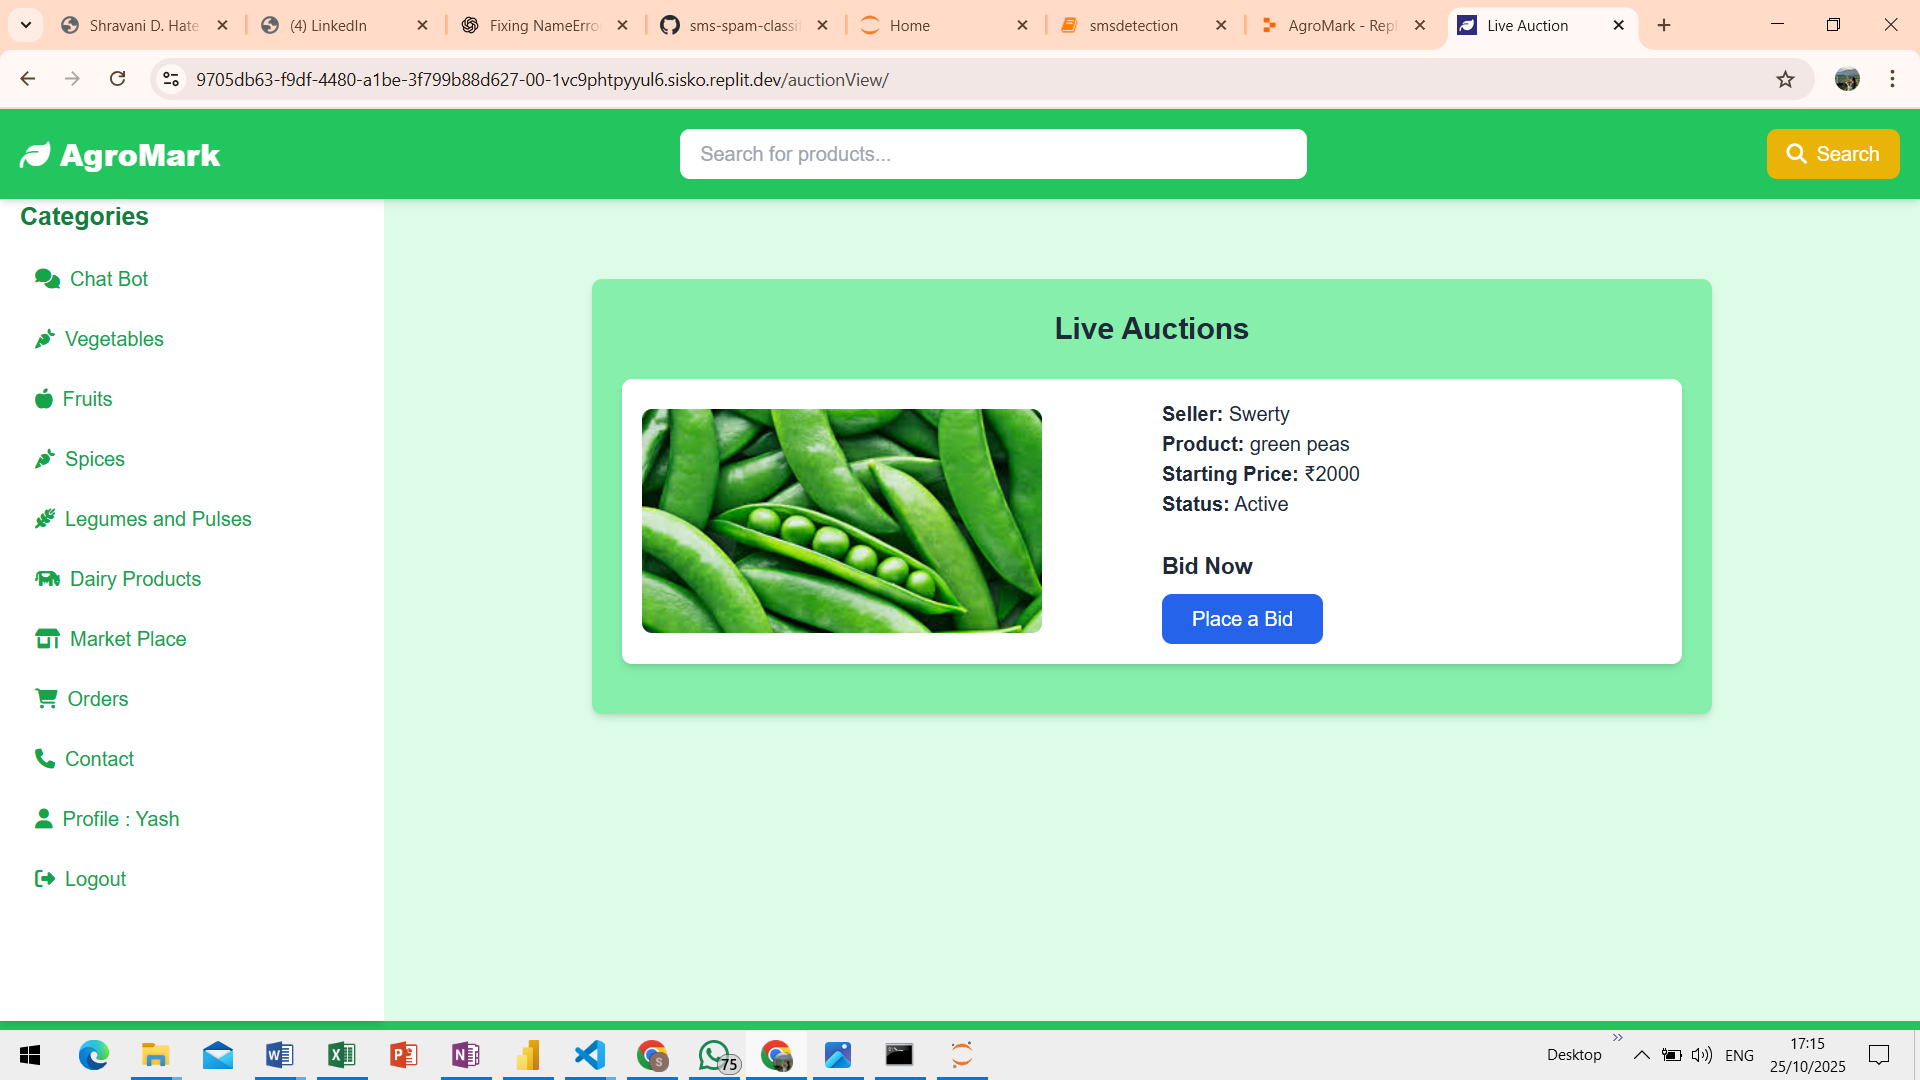 Shravani D. Hate
(4) LinkedIn
Fixing NameErro
sms-spam-classif
Home
smsdetection
AgroMark - Repl
Live Auction
9705db63-f9df-4480-a1be-3f799b88d627-00-1vc9phtpyyul6.sisko.replit.dev/auctionView/
AgroMark
Search for products...
Search
Categories
Chat Bot
Vegetables
Fruits
Spices
Legumes and Pulses
Dairy Products
Market Place
Orders
Contact
Profile : Yash
Logout
Live Auctions
Seller: Swerty
Product: green peas
Starting Price: ₹2000
Status: Active
Bid Now
Place a Bid
75
Desktop
ENG
17:15
25/10/2025